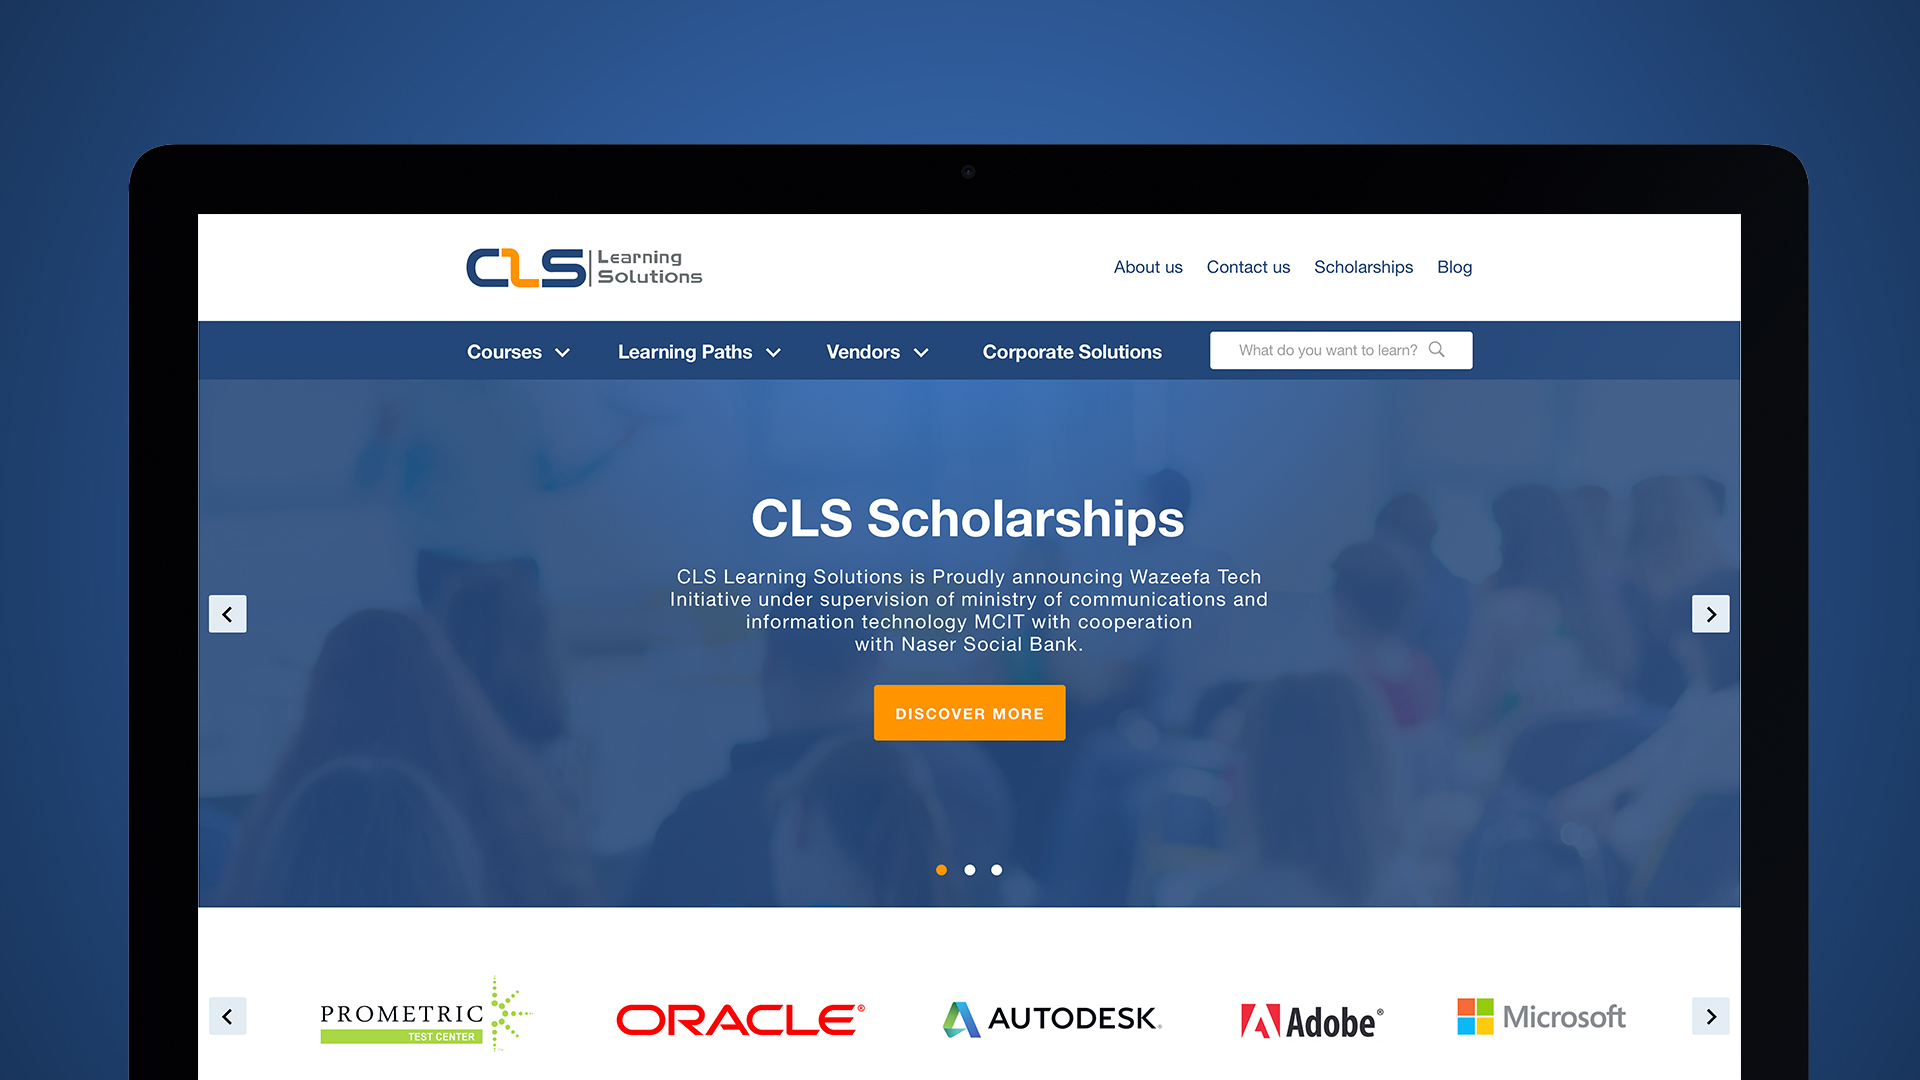 CLS Learning Solutions
About us Contact us Scholarships Blog
Courses Learning Paths Vendors Corporate Solutions What do you want to learn?
CLS Scholarships
CLS Learning Solutions is Proudly announcing Wazeefa Tech
Initiative under supervision of ministry of communications and
information technology MCIT with cooperation
with Naser Social Bank.
DISCOVER MORE
PROMETRIC
TEST CENTER
ORACLE®
AUTODESK®
Adobe®
Microsoft